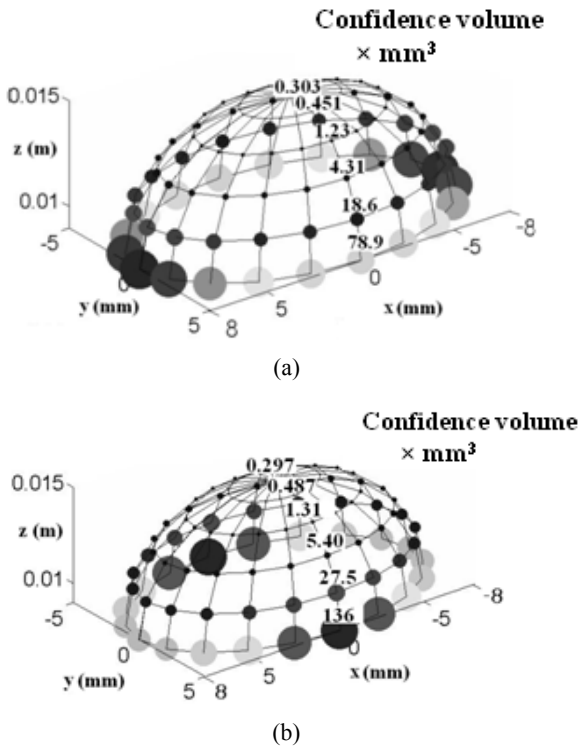 Confidence volume
× mm³
0.015
z (m)
0.01
-5
0
y (mm)
5
8
5
0
x (mm)
-5
-8
0.303
0.451
1.23
4.31
18.6
78.9
(a)
Confidence volume
× mm³
0.015
z (m)
0.01
-5
0
y (mm)
5
8
5
0
x (mm)
-5
-8
0.297
0.487
1.31
5.40
27.5
136
(b)